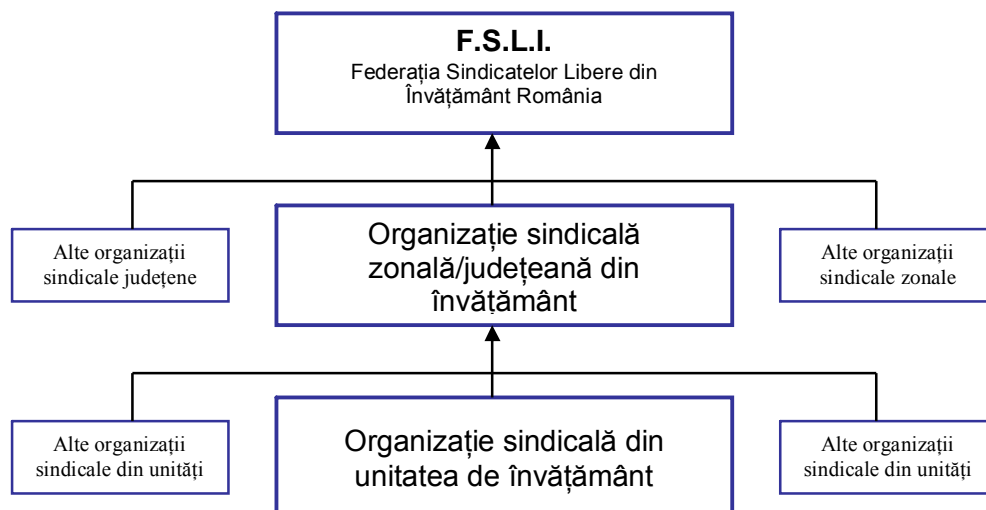 F.S.L.I.
Federația Sindicatelor Libere din
Învățământ România
Alte organizații
sindicale județene
Organizație sindicală
zonală/județeană din
învățământ
Alte organizații
sindicale zonale
Alte organizații
sindicale din unități
Organizație sindicală din
unitatea de învățământ
Alte organizații
sindicale din unități